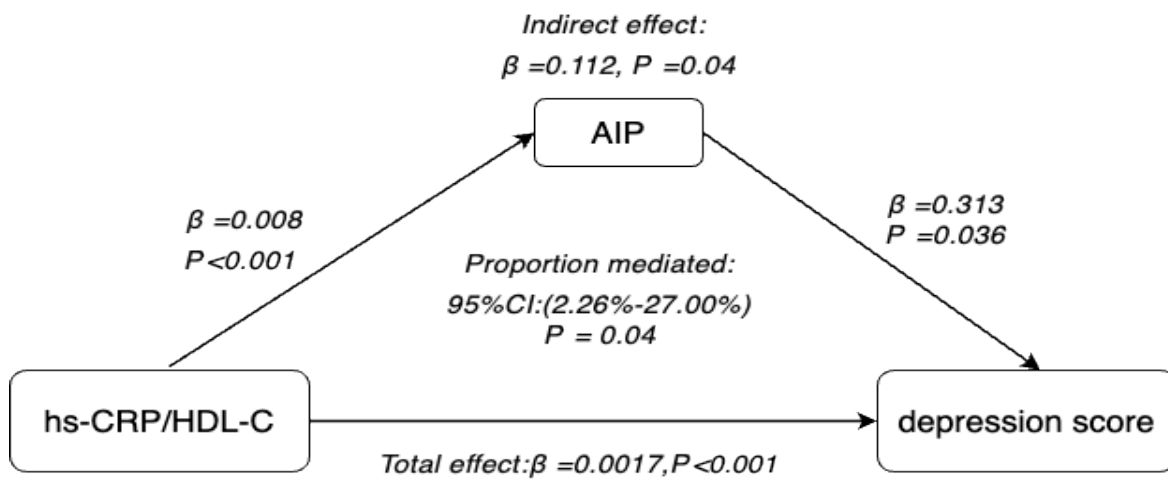 Indirect effect:
β =0.112, P =0.04
AIP
β =0.008
P<0.001
β =0.313
P =0.036
Proportion mediated:
95%CI:(2.26%-27.00%)
P = 0.04
hs-CRP/HDL-C
depression score
Total effect:β =0.0017,P<0.001